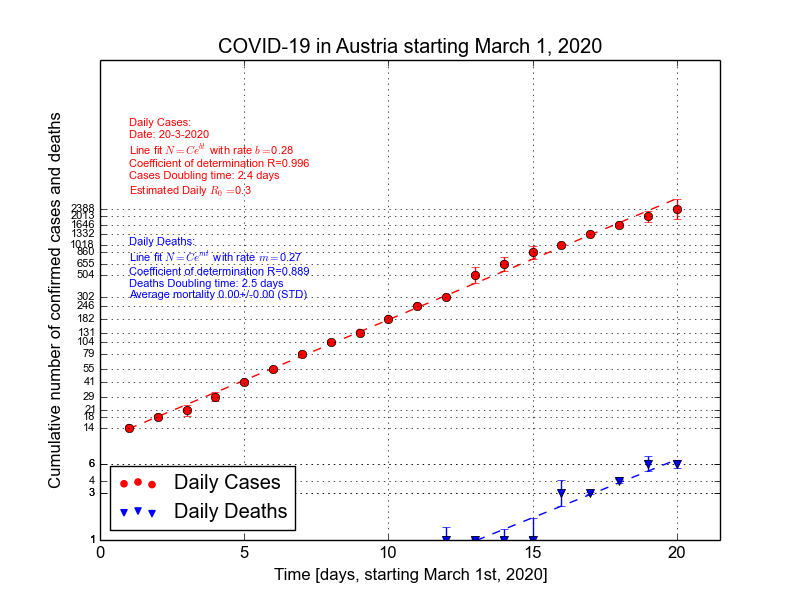 COVID-19 in Austria starting March 1, 2020
Cumulative number of confirmed cases and deaths
Daily Cases:
Date: 20-3-2020
Line fit N = Ce^{bt} with rate b = 0.28
Coefficient of determination R=0.996
Cases Doubling time: 2.4 days
Estimated Daily R_0 = 0.3
Daily Deaths:
Line fit N = Ce^{mt} with rate m = 0.27
Coefficient of determination R=0.889
Deaths Doubling time: 2.5 days
Average mortality 0.00+/-0.00 (STD)
2388
2013
1646
1332
1018
860
655
504
302
246
182
131
104
79
55
41
29
21
18
14
6
4
3
1
Daily Cases
Daily Deaths
0 5 10 15 20
Time [days, starting March 1st, 2020]